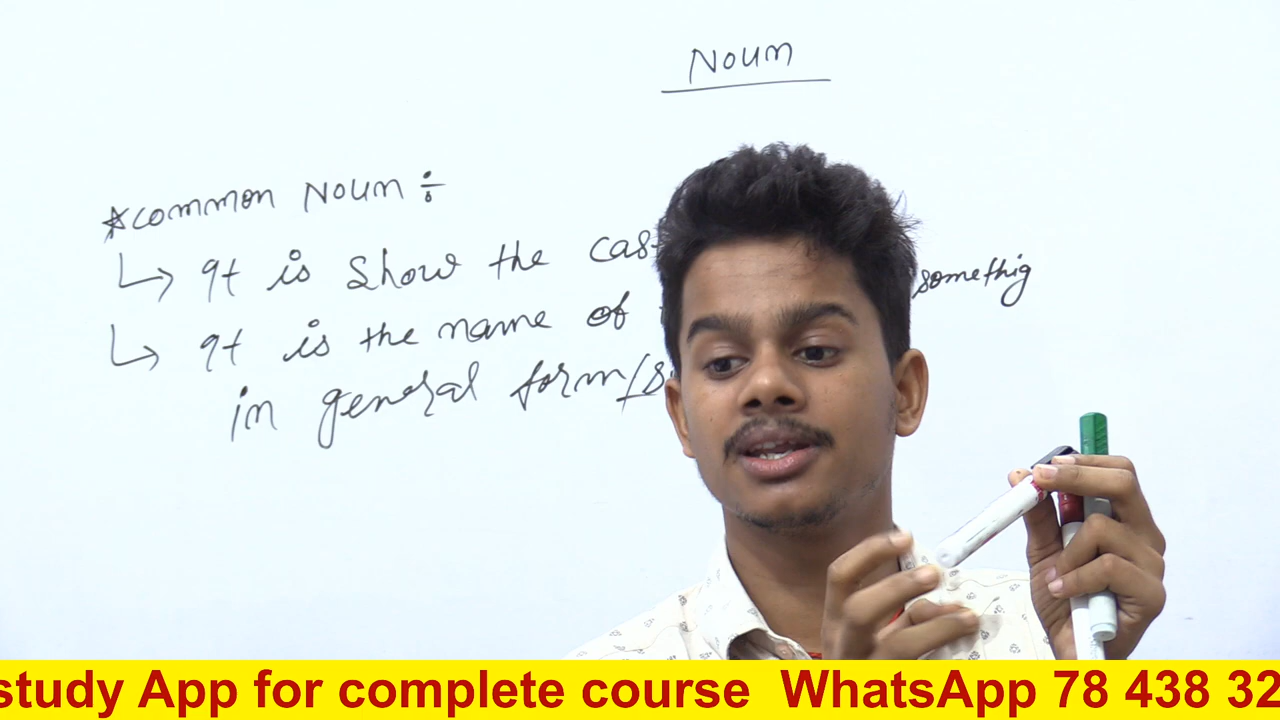 Noun
*common Noun ÷
↳ It is show the cas
something
↳ It is the name of
in general form/s
study App for complete course WhatsApp 78 438 32